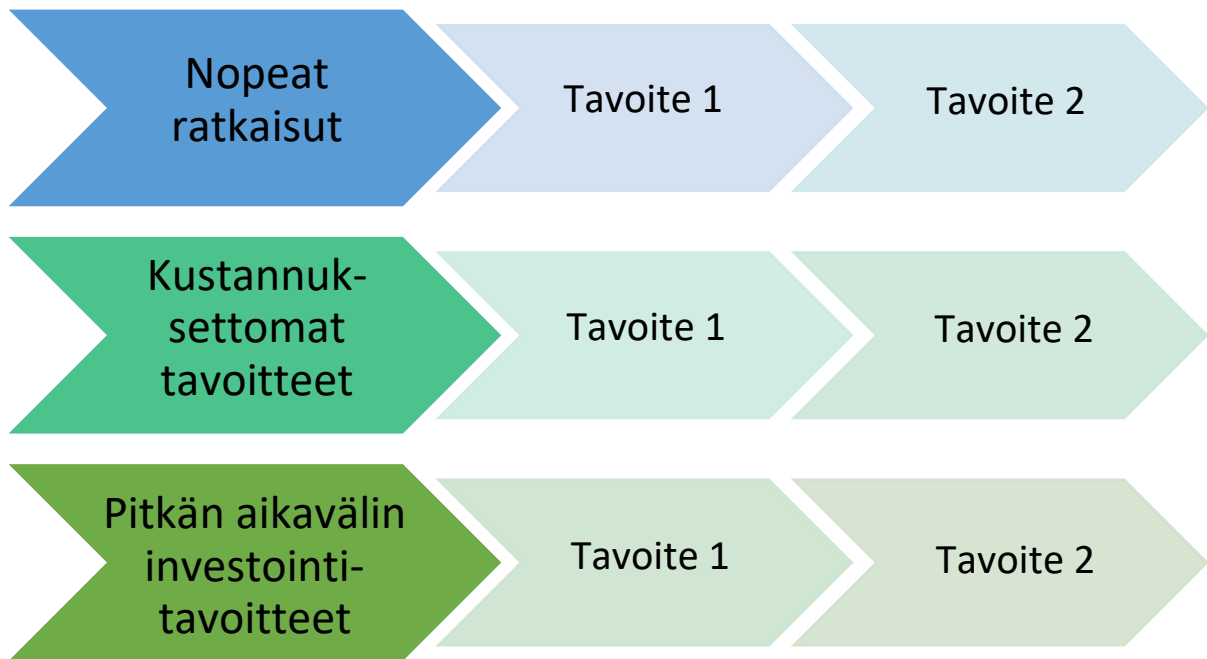 Nopeat
ratkaisut
Tavoite 1
Tavoite 2
Kustannuk-
settomat
tavoitteet
Tavoite 1
Tavoite 2
Pitkän aikavälin
investointi-
tavoitteet
Tavoite 1
Tavoite 2